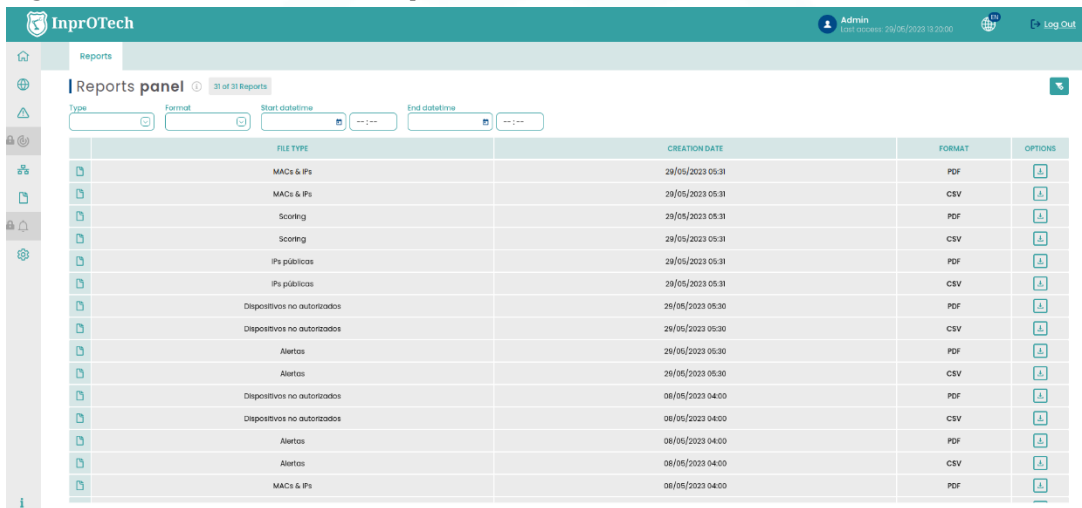 InprOTech
Admin
Last access: 29/05/2023 13:20:00
EN
Log Out
Reports
Reports panel
31 of 31 Reports
Type Format Start datetime End datetime
--:-- --:--
FILE TYPE CREATION DATE FORMAT OPTIONS
MACs & IPs 29/05/2023 05:31 PDF
MACs & IPs 29/05/2023 05:31 CSV
Scoring 29/05/2023 05:31 PDF
Scoring 29/05/2023 05:31 CSV
IPs públicas 29/05/2023 05:31 PDF
IPs públicas 29/05/2023 05:31 CSV
Dispositivos no autorizados 29/05/2023 05:30 PDF
Dispositivos no autorizados 29/05/2023 05:30 CSV
Alertas 29/05/2023 05:30 PDF
Alertas 29/05/2023 05:30 CSV
Dispositivos no autorizados 08/05/2023 04:00 PDF
Dispositivos no autorizados 08/05/2023 04:00 CSV
Alertas 08/05/2023 04:00 PDF
Alertas 08/05/2023 04:00 CSV
MACs & IPs 08/05/2023 04:00 PDF